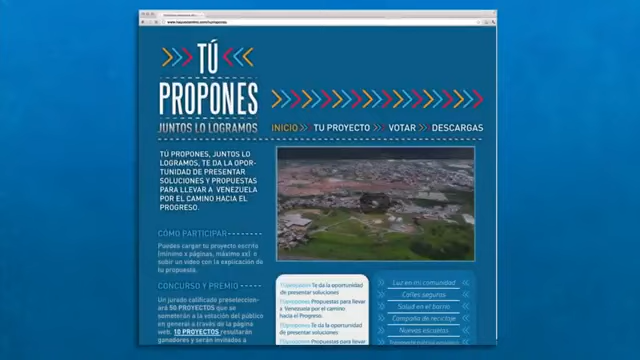 TÚ
PROPONES
JUNTOS LO LOGRAMOS
INICIO TU PROYECTO VOTAR DESCARGAS
TÚ PROPONES, JUNTOS LO
LOGRAMOS, TE DA LA OPOR-
TUNIDAD DE PRESENTAR
SOLUCIONES Y PROPUESTAS
PARA LLEVAR A VENEZUELA
POR EL CAMINO HACIA EL
PROGRESO.
CÓMO PARTICIPAR
Puedes cargar tu proyecto escrito
(mínimo x páginas, máximo xx) o
subir un video con la explicación de
tu propuesta.
CONCURSO Y PREMIO
Un jurado calificado preseleccion-
ará 50 PROYECTOS que se
someterán a la votación del público
en general a través de la página
web. 10 PROYECTOS resultarán
ganadores y serán invitados a
Túpropones Te da la oportunidad
de presentar soluciones
Túpropones Propuestas para llevar
a Venezuela por el camino
hacia el Progreso.
Túpropones Te da la oportunidad
de presentar soluciones
Túpropones Propuestas para llevar
Luz en mi comunidad
Calles seguras
Salud en el barrio
Campaña de reciclaje
Nuevas escuelas